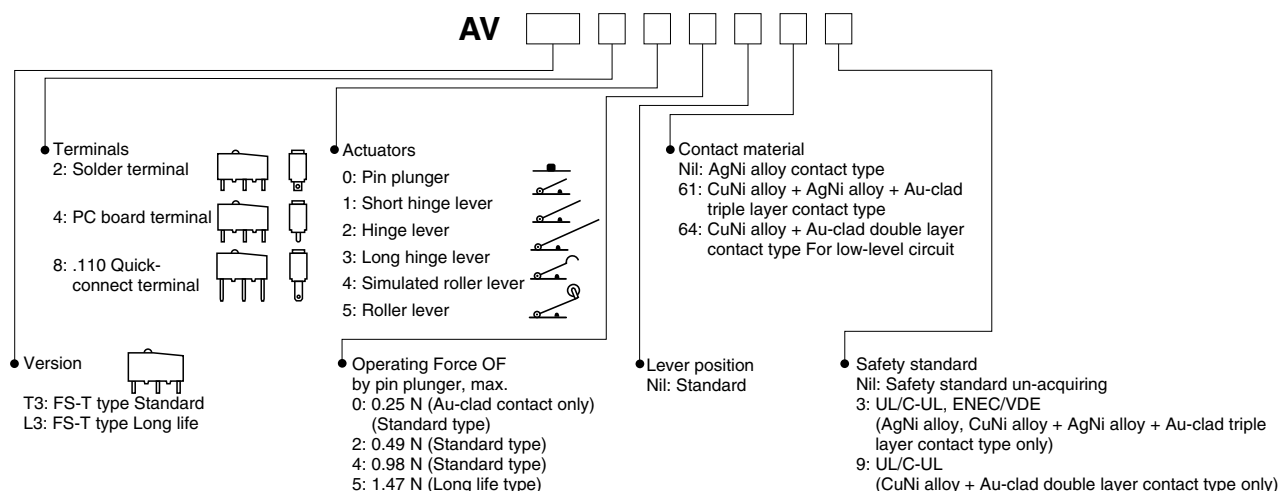 AV
Terminals
2: Solder terminal
4: PC board terminal
8: .110 Quick-
connect terminal
Actuators
0: Pin plunger
1: Short hinge lever
2: Hinge lever
3: Long hinge lever
4: Simulated roller lever
5: Roller lever
Contact material
Nil: AgNi alloy contact type
61: CuNi alloy + AgNi alloy + Au-clad
triple layer contact type
64: CuNi alloy + Au-clad double layer
contact type For low-level circuit
Version
T3: FS-T type Standard
L3: FS-T type Long life
Operating Force OF
by pin plunger, max.
0: 0.25 N (Au-clad contact only)
(Standard type)
2: 0.49 N (Standard type)
4: 0.98 N (Standard type)
5: 1.47 N (Long life type)
Lever position
Nil: Standard
Safety standard
Nil: Safety standard un-acquiring
3: UL/C-UL, ENEC/VDE
(AgNi alloy, CuNi alloy + AgNi alloy + Au-clad triple
layer contact type only)
9: UL/C-UL
(CuNi alloy + Au-clad double layer contact type only)